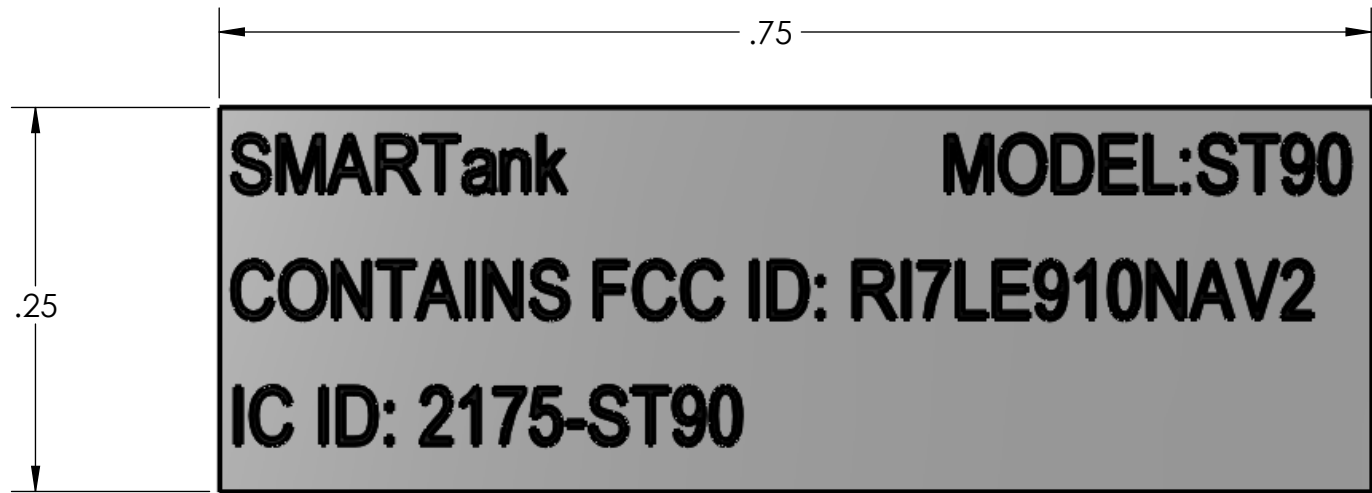 .75
SMARTank MODEL:ST90
.25
CONTAINS FCC ID: RI7LE910NAV2
IC ID: 2175-ST90